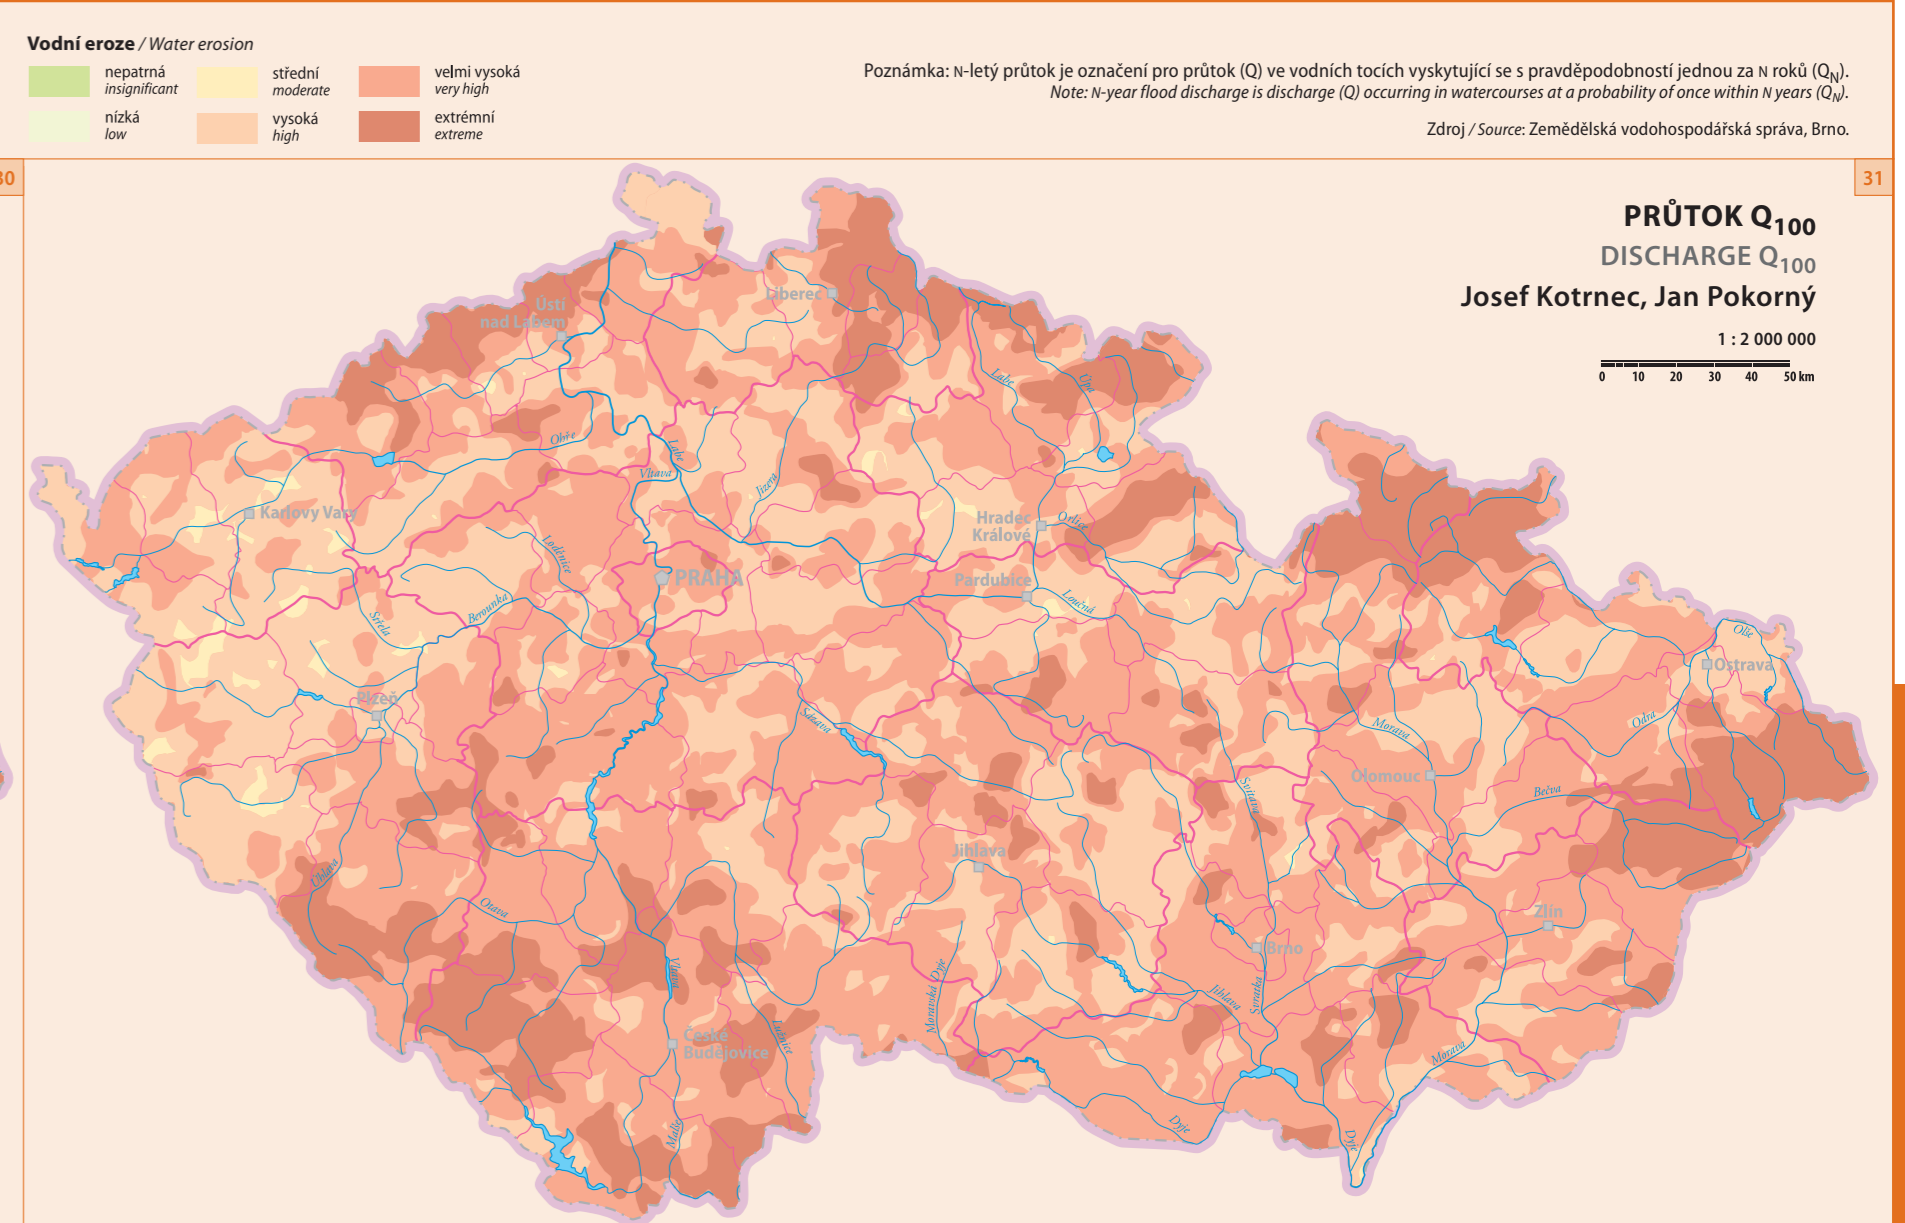 Vodní eroze / Water erosion
nepatrná
insignificant
nízká
low
střední
moderate
vysoká
high
velmi vysoká
very high
extrémní
extreme
Poznámka: N-letý průtok je označení pro průtok (Q) ve vodních tocích vyskytující se s pravděpodobností jednou za N roků (Q_N).
Note: N-year flood discharge is discharge (Q) occurring in watercourses at a probability of once within N years (Q_N).
Zdroj / Source: Zemědělská vodohospodářská správa, Brno.
30
31
PRŮTOK Q100
DISCHARGE Q100
Josef Kotrnec, Jan Pokorný
1 : 2 000 000
0 10 20 30 40 50 km
Liberec
Ústí
nad Labem
Labe
Úpa
Ohře
Labe
Vltava
Jizera
Karlovy Vary
Hradec
Králové
Orlice
Loděnice
PRAHA
Pardubice
Loučná
Střela
Berounka
Olše
Ostrava
Plzeň
Sázava
Morava
Odra
Olomouc
Svitava
Bečva
Jihlava
Úhlava
Otava
Zlín
Brno
Vltava
Moravská Dyje
Jihlava
Svratka
Lužnice
České
Budějovice
Morava
Malše
Dyje
Dyje